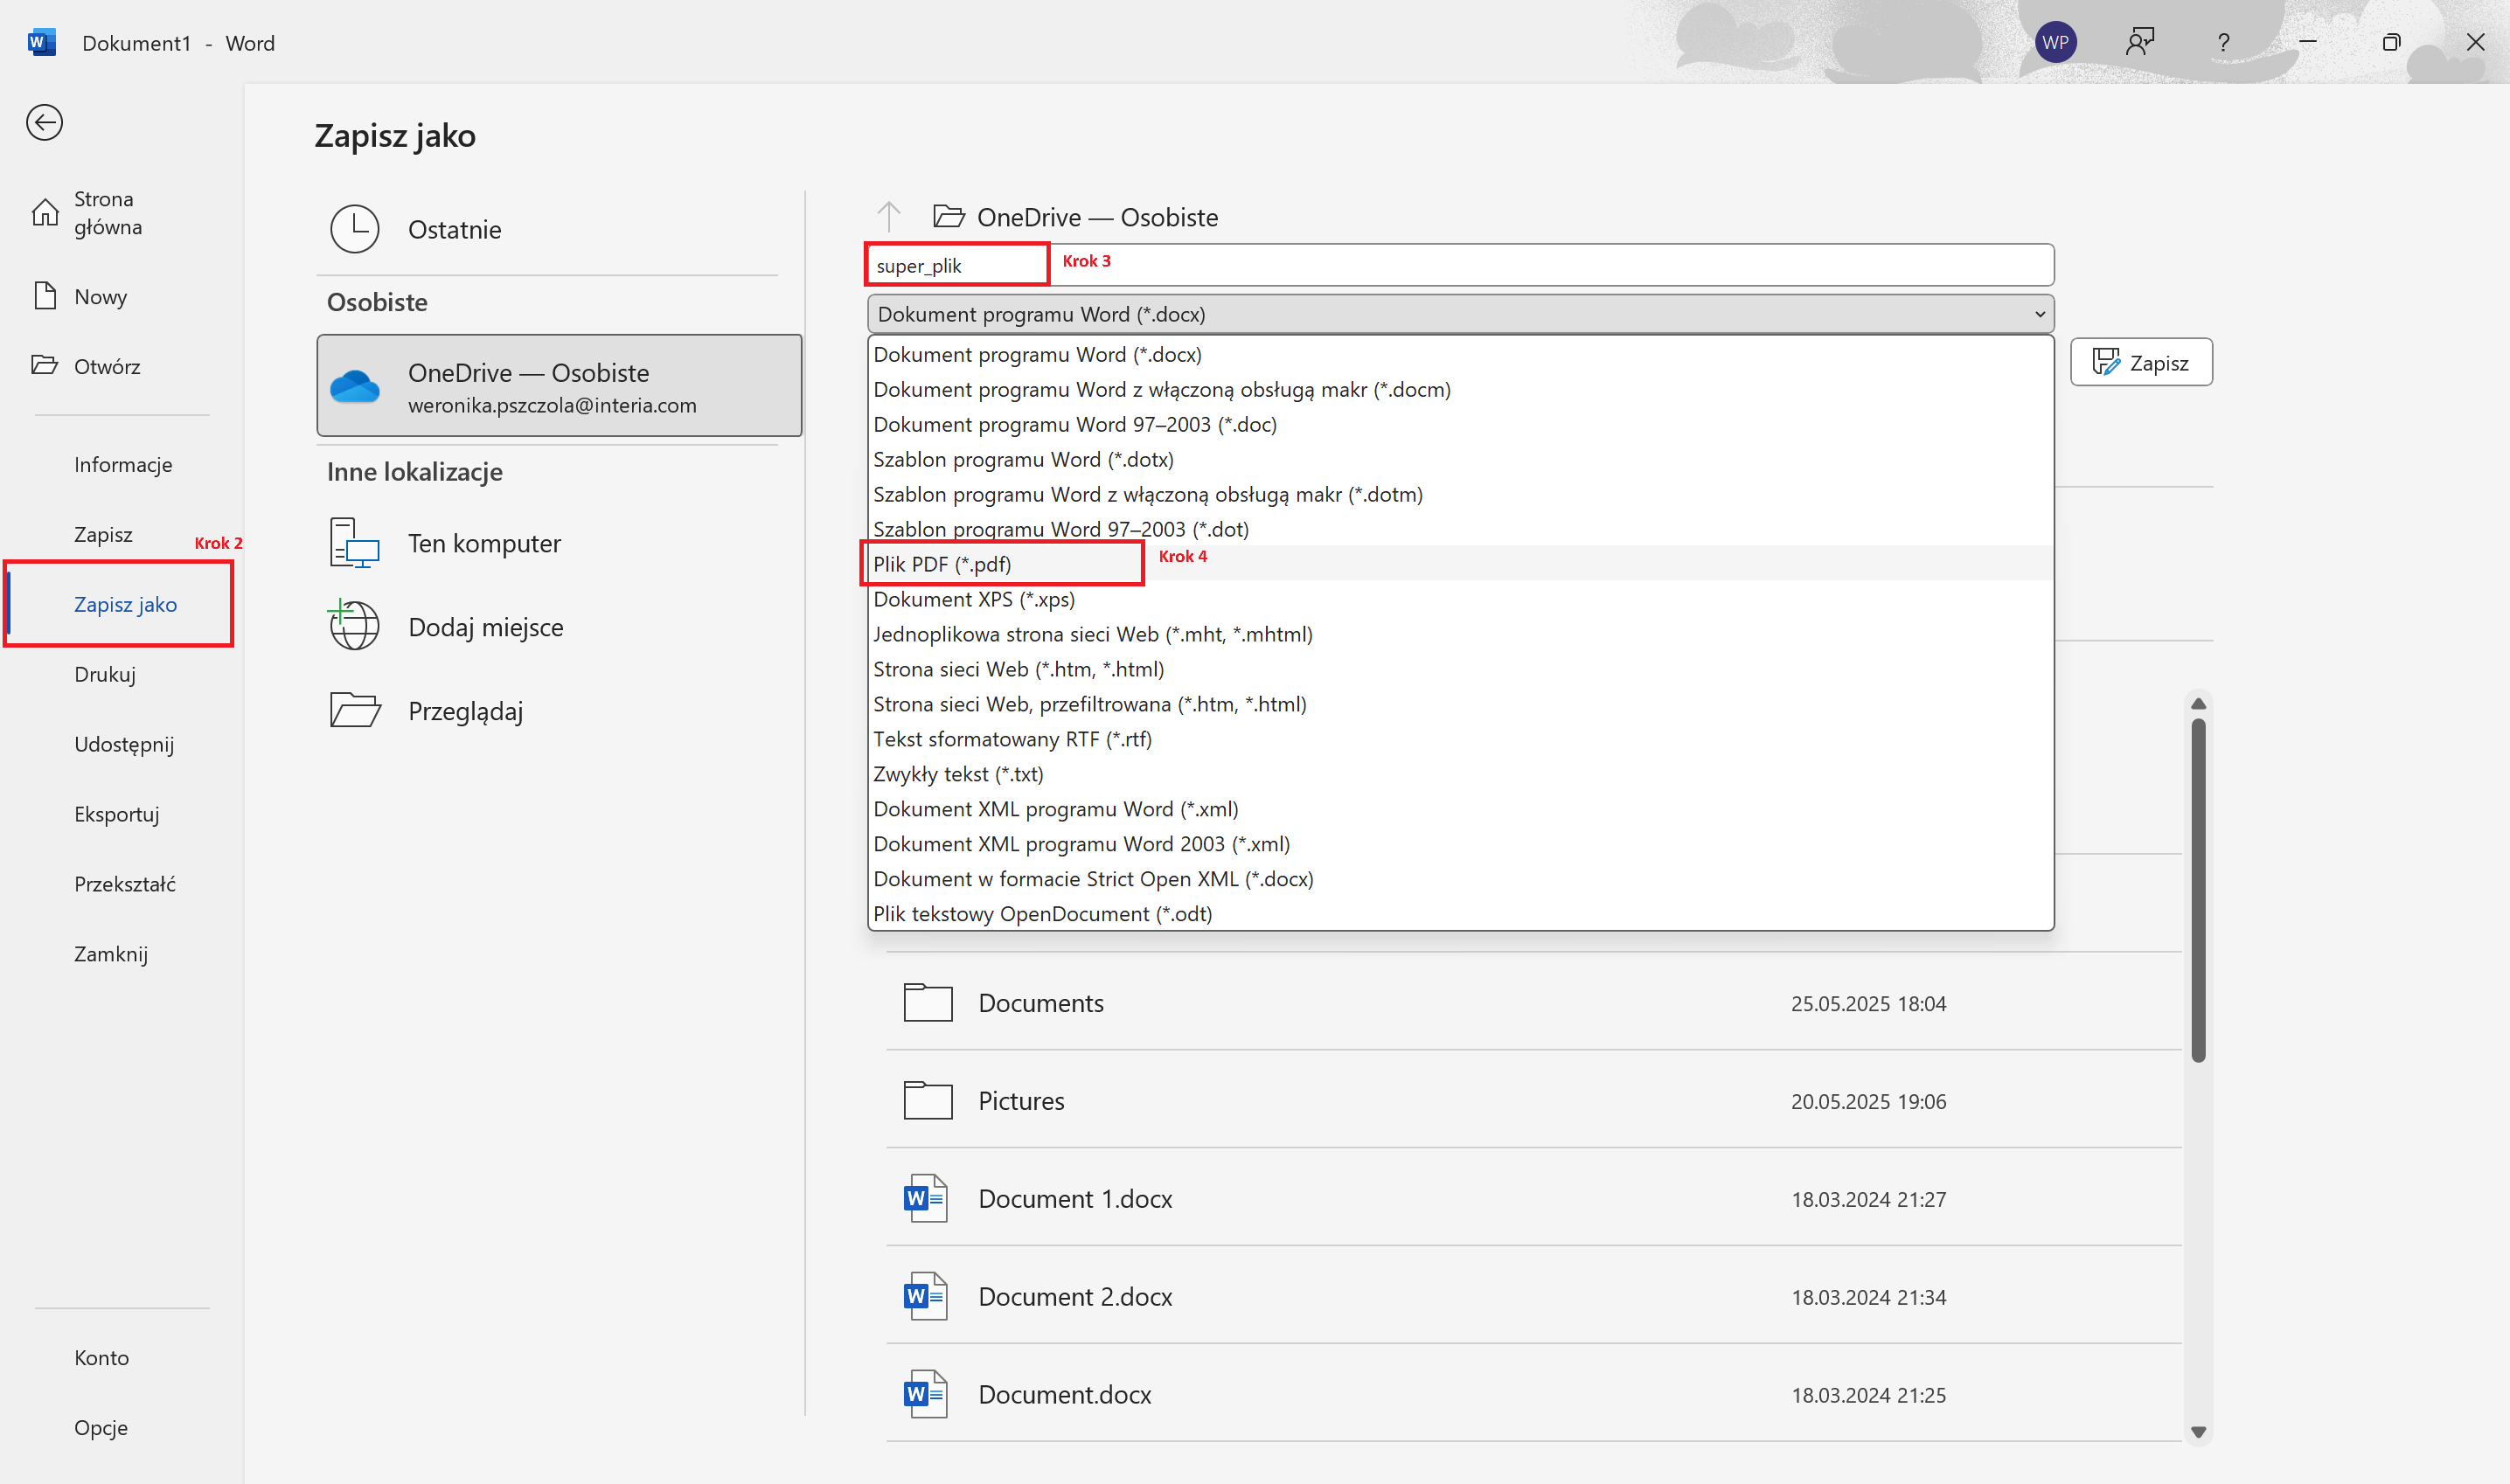 Dokument1 - Word
WP
?
Strona
główna
Nowy
Otwórz
Informacje
Zapisz
Krok 2
Zapisz jako
Drukuj
Udostępnij
Eksportuj
Przekształć
Zamknij
Konto
Opcje
Zapisz jako
Ostatnie
Osobiste
OneDrive — Osobiste
weronika.pszczola@interia.com
Inne lokalizacje
Ten komputer
Dodaj miejsce
Przeglądaj
OneDrive — Osobiste
super_plik Krok 3
Dokument programu Word (*.docx)
Zapisz
Dokument programu Word (*.docx)
Dokument programu Word z włączoną obsługą makr (*.docm)
Dokument programu Word 97–2003 (*.doc)
Szablon programu Word (*.dotx)
Szablon programu Word z włączoną obsługą makr (*.dotm)
Szablon programu Word 97–2003 (*.dot)
Plik PDF (*.pdf) Krok 4
Dokument XPS (*.xps)
Jednoplikowa strona sieci Web (*.mht, *.mhtml)
Strona sieci Web (*.htm, *.html)
Strona sieci Web, przefiltrowana (*.htm, *.html)
Tekst sformatowany RTF (*.rtf)
Zwykły tekst (*.txt)
Dokument XML programu Word (*.xml)
Dokument XML programu Word 2003 (*.xml)
Dokument w formacie Strict Open XML (*.docx)
Plik tekstowy OpenDocument (*.odt)
Documents 25.05.2025 18:04
Pictures 20.05.2025 19:06
Document 1.docx 18.03.2024 21:27
Document 2.docx 18.03.2024 21:34
Document.docx 18.03.2024 21:25